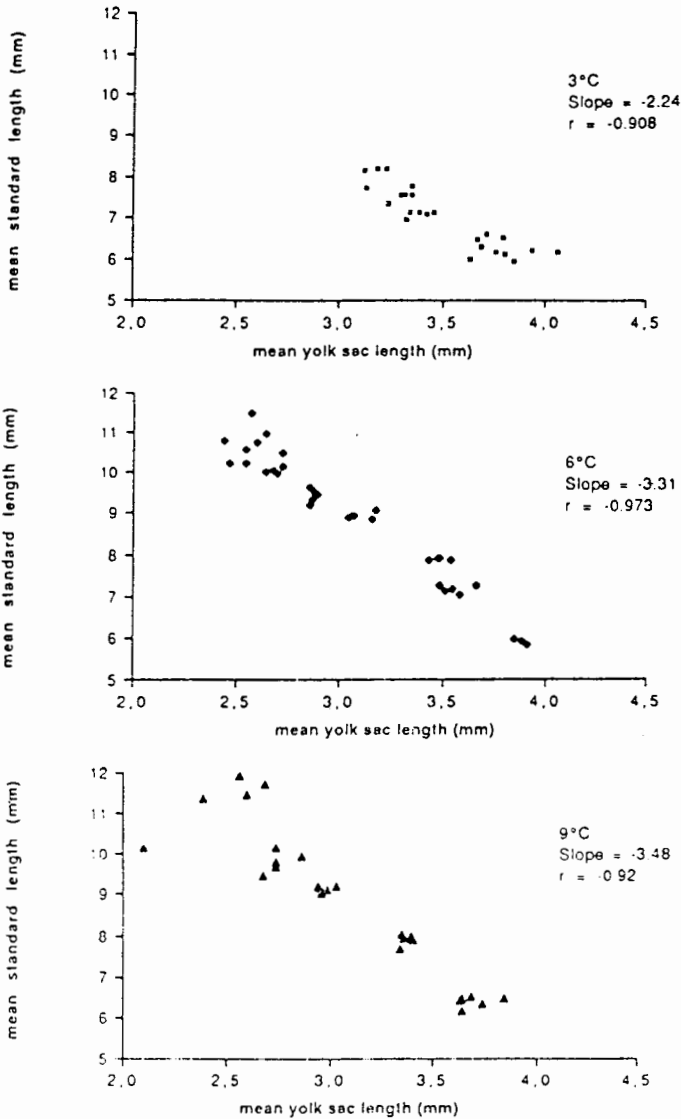 mean standard length (mm)
12
11
10
9
8
7
6
5
3°C
Slope = -2.24
r = -0.908
2,0 2,5 3,0 3,5 4,0 4,5
mean yolk sac length (mm)
mean standard length (mm)
12
11
10
9
8
7
6
5
6°C
Slope = -3.31
r = -0.973
2,0 2,5 3,0 3,5 4,0 4,5
mean yolk sac length (mm)
mean standard length (mm)
12
11
10
9
8
7
6
5
9°C
Slope = -3.48
r = -0.92
2,0 2,5 3,0 3,5 4,0 4,5
mean yolk sac length (mm)